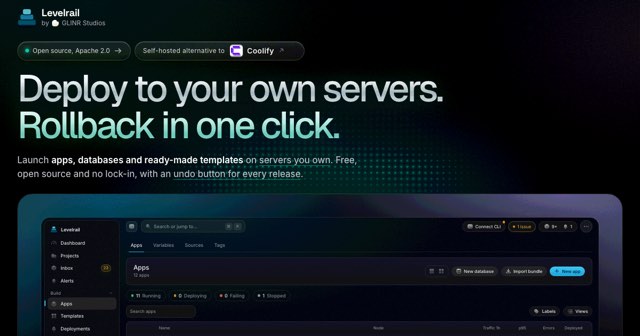 Levelrail
by GLINR Studios
Open source, Apache 2.0 →
Self-hosted alternative to Coolify ↗
Deploy to your own servers.
Rollback in one click.
Launch apps, databases and ready-made templates on servers you own. Free,
open source and no lock-in, with an undo button for every release.
Levelrail
Search or jump to...
Connect CLI
1 issue
9+
1
Dashboard
Apps Variables Sources Tags
Projects
Inbox
Apps
15 apps
New database
Import bundle
New app
Alerts
Build
11 Running
0 Deploying
0 Failing
1 Stopped
Apps
Search apps
Labels
Views
Templates
Deployments
Name Node Traffic 1h p95 Errors Deployed